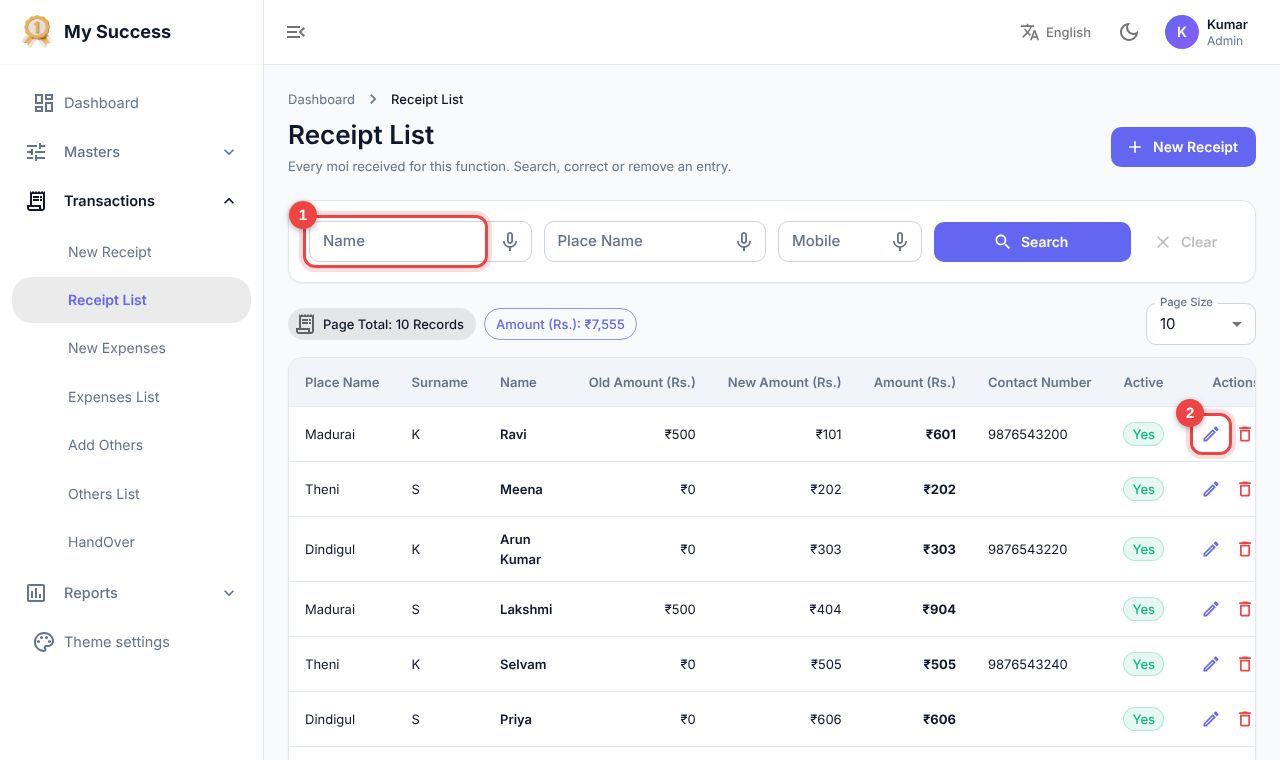 My Success
English
K
Kumar
Admin
Dashboard
Masters
Transactions
New Receipt
Receipt List
New Expenses
Expenses List
Add Others
Others List
HandOver
Reports
Theme settings
Dashboard > Receipt List
Receipt List
Every moi received for this function. Search, correct or remove an entry.
+ New Receipt
1
Name
Place Name
Mobile
Search
Clear
Page Total: 10 Records
Amount (Rs.): ₹7,555
Page Size
10
Place Name Surname Name Old Amount (Rs.) New Amount (Rs.) Amount (Rs.) Contact Number Active Actions
2
Madurai K Ravi ₹500 ₹101 ₹601 9876543200 Yes
Theni S Meena ₹0 ₹202 ₹202 Yes
Dindigul K Arun Kumar ₹0 ₹303 ₹303 9876543220 Yes
Madurai S Lakshmi ₹500 ₹404 ₹904 Yes
Theni K Selvam ₹0 ₹505 ₹505 9876543240 Yes
Dindigul S Priya ₹0 ₹606 ₹606 Yes